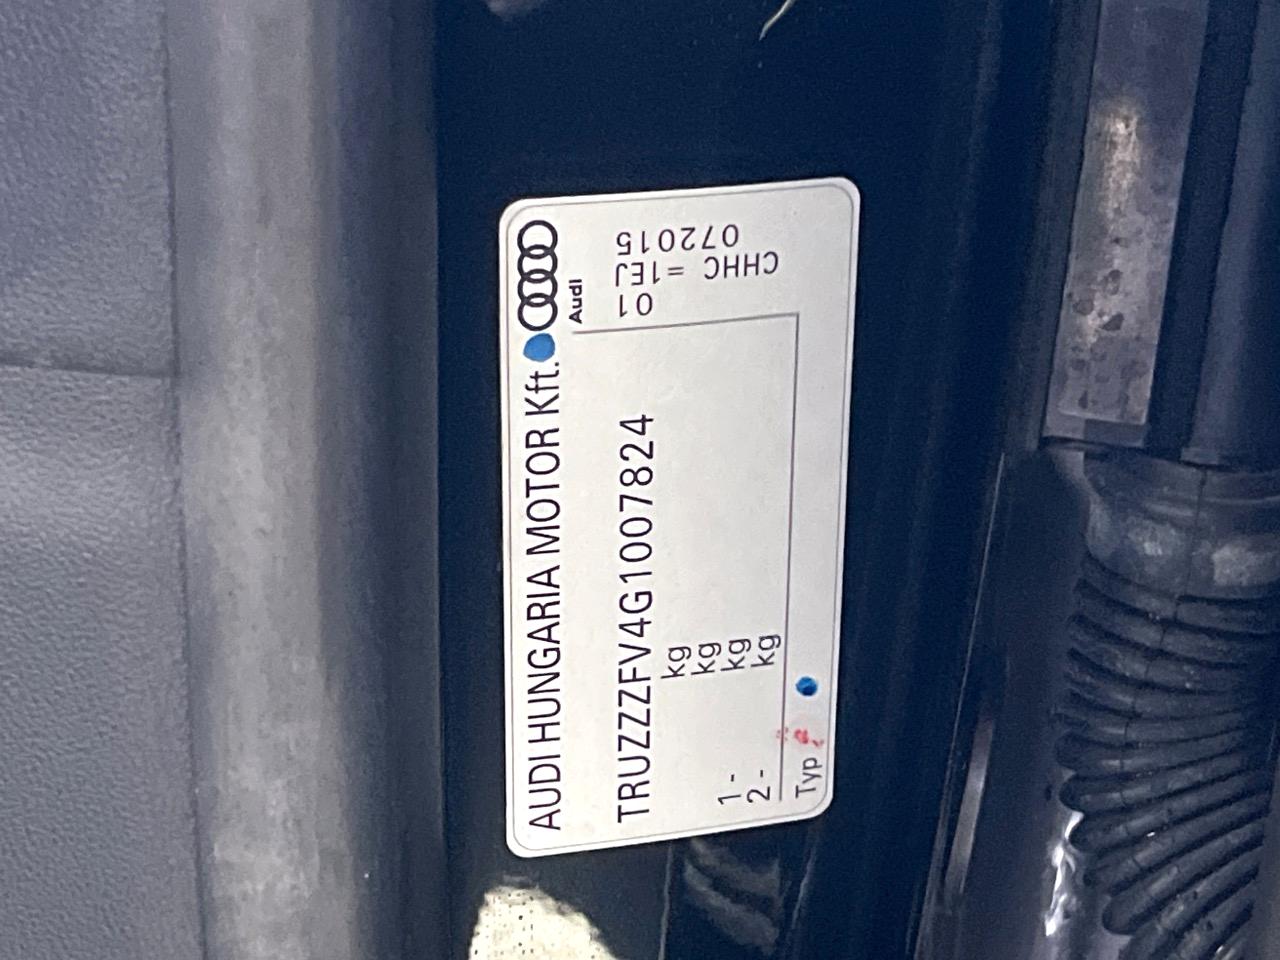 AUDI HUNGARIA MOTOR Kft.
Audi
TRUZZZFV4G1007824
kg
kg
1 - kg
2 - kg
Typ
01
CHHC =1EJ
072015